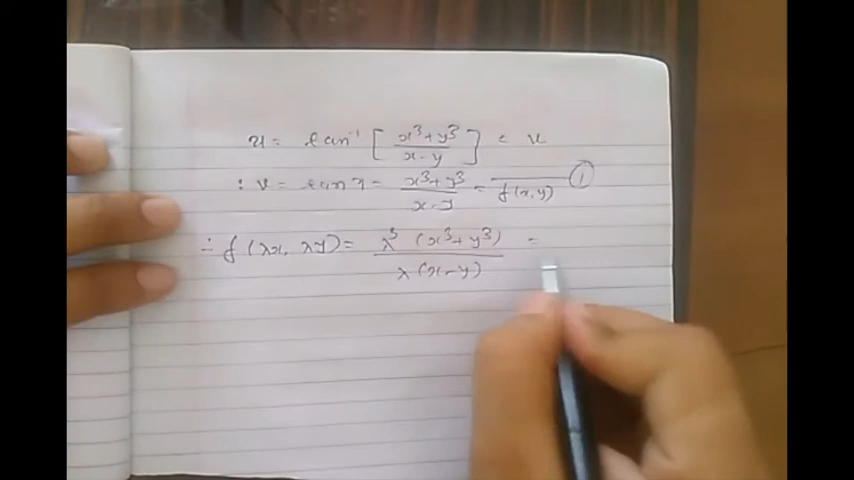 u = tan⁻¹ [ (x³+y³)/(x-y) ] = u
∴ v = tan u = (x³+y³)/(x-y) = f(x,y) ①
∴ f(λx, λy) = λ³ (x³+y³) / λ(x-y) =